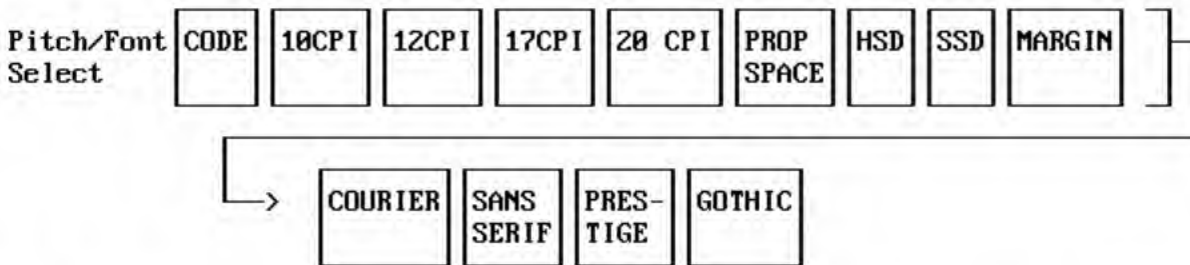 Pitch/Font Select
CODE
10CPI
12CPI
17CPI
20 CPI
PROP SPACE
HSD
SSD
MARGIN
COURIER
SANS SERIF
PRES-
TIGE
GOTHIC